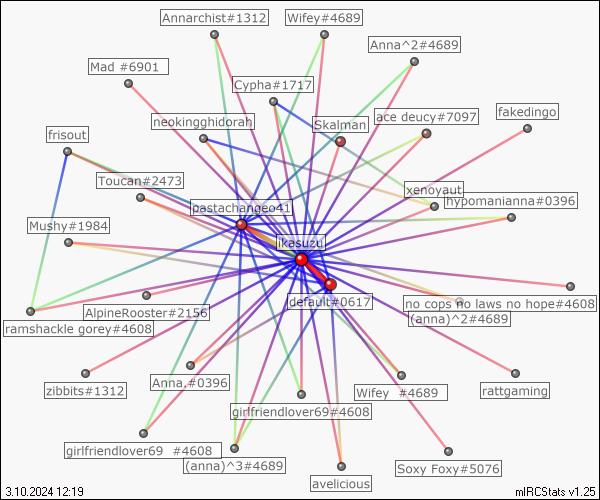 Annarchist#1312
Wifey#4689
Anna^2#4689
Mad #6901
Cypha#1717
fakedingo
neokingghidorah
Skalman
ace deucy#7097
frisout
Toucan#2473
xenoyaut
hypomanianna#0396
pastachangeo41
Mushy#1984
ikasuzu
default#0617
no cos no laws no hope#4608
AlpineRooster#2156
(anna)^2#4689
ramshackle gorey#4608
zibbits#1312
Anna,#0396
Wifey  #4689
rattgaming
girlfriendlover69#4608
girlfriendlover69  #4608
(anna)^3#4689
Soxy Foxy#5076
avelicious
3.10.2024 12:19
mIRCStats v1.25